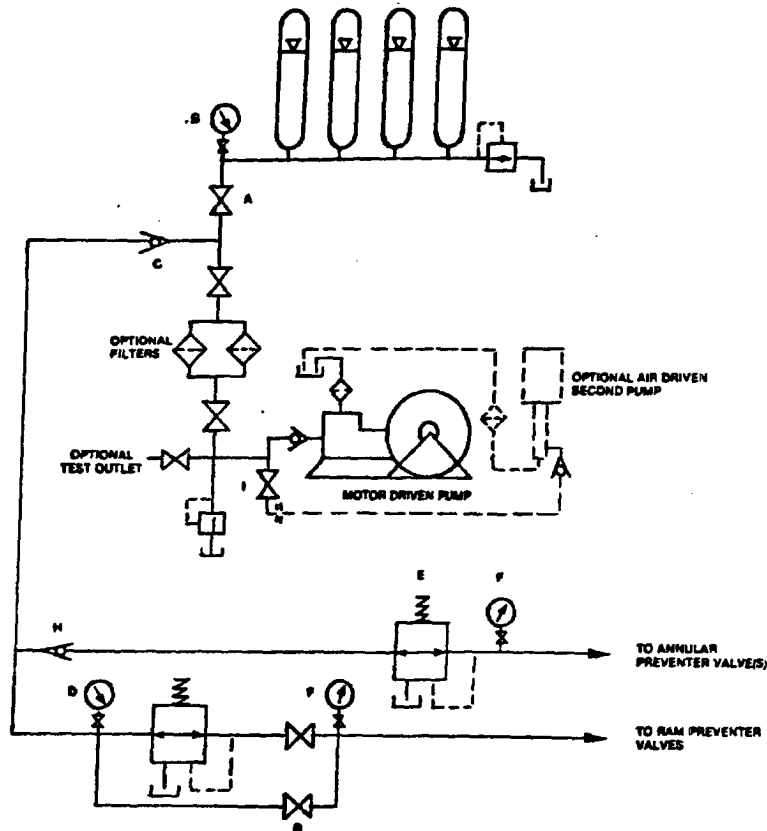 .B
A
C
OPTIONAL
FILTERS
OPTIONAL AIR DRIVEN
SECOND PUMP
OPTIONAL
TEST OUTLET
I
MOTOR DRIVEN PUMP
E
F
H
TO ANNULAR
PREVENTER VALVE(S)
D
F
TO RAM PREVENTER
VALVES